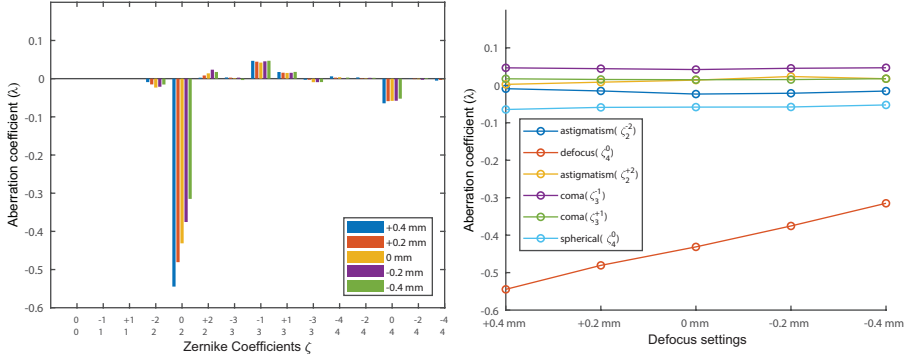 0.1
0
-0.1
-0.2
-0.3
-0.4
-0.5
-0.6
Aberration coefficient (λ)
+0.4 mm
+0.2 mm
0 mm
-0.2 mm
-0.4 mm
0 -1 +1 -2 0 +2 -3 -1 +1 -3 -4 -2 0 +2 -4
0 1 1 2 2 2 3 3 3 3 4 4 4 4 4
Zernike Coefficients ζ
0.1
0
-0.1
-0.2
-0.3
-0.4
-0.5
-0.6
Aberration coefficient (λ)
astigmatism( ζ₂⁻²)
defocus( ζ₄⁰)
astigmatism( ζ₂⁺²)
coma( ζ₃⁻¹)
coma( ζ₃⁺¹)
spherical( ζ₄⁰)
+0.4 mm +0.2 mm 0 mm -0.2 mm -0.4 mm
Defocus settings